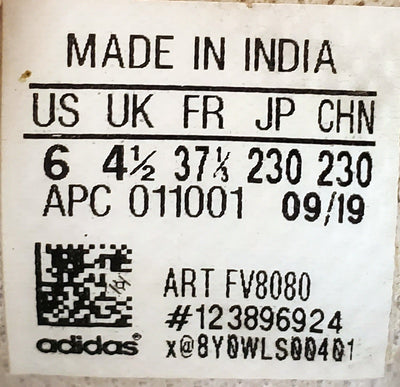 MADE IN INDIA
US UK FR JP CHN
6 4½ 37⅓ 230 230
APC 011001 09/19
ART FV8080
#123896924
adidas® x@8Y0WLS00401